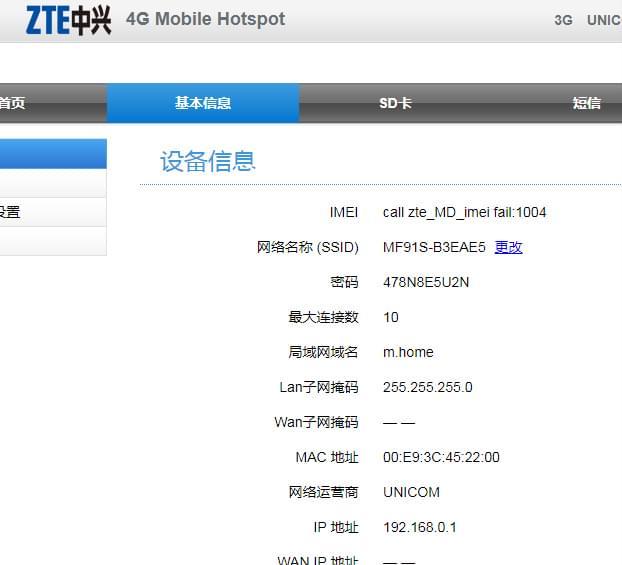 ZTE中兴 4G Mobile Hotspot 3G UNIC
首页 基本信息 SD卡 短信
设备信息
设置
IMEI call zte_MD_imei fail:1004
网络名称 (SSID) MF91S-B3EAE5 更改
密码 478N8E5U2N
最大连接数 10
局域网域名 m.home
Lan子网掩码 255.255.255.0
Wan子网掩码 — —
MAC 地址 00:E9:3C:45:22:00
网络运营商 UNICOM
IP 地址 192.168.0.1
WAN IP 地址 — —